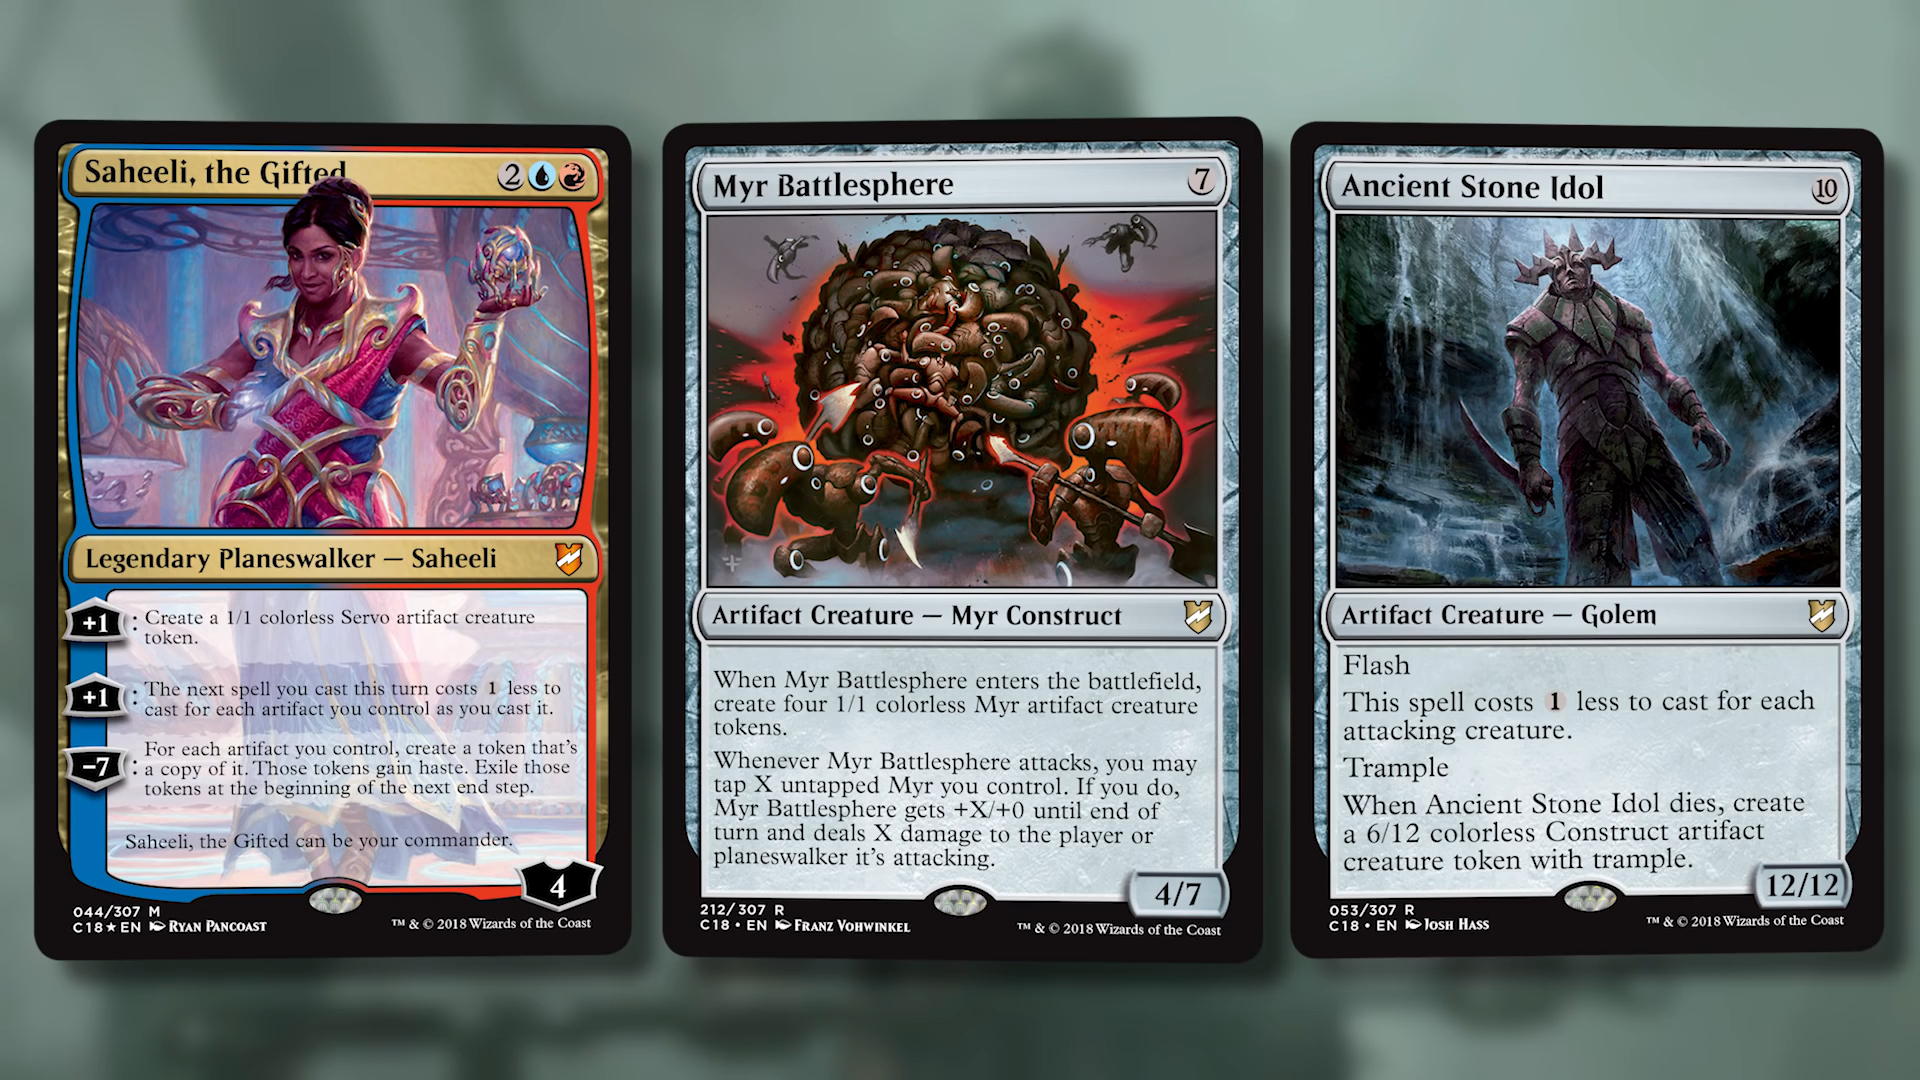 Saheeli, the Gifted
2
Legendary Planeswalker — Saheeli
+1 : Create a 1/1 colorless Servo artifact creature
token.
+1 : The next spell you cast this turn costs 1 less to
cast for each artifact you control as you cast it.
For each artifact you control, create a token that's
−7 : a copy of it. Those tokens gain haste. Exile those
tokens at the beginning of the next end step.
Saheeli, the Gifted can be your commander.
4
044/307 M
C18★EN Ryan Pancoast
™ & © 2018 Wizards of the Coast
Myr Battlesphere
7
Artifact Creature — Myr Construct
When Myr Battlesphere enters the battlefield,
create four 1/1 colorless Myr artifact creature
tokens.
Whenever Myr Battlesphere attacks, you may
tap X untapped Myr you control. If you do,
Myr Battlesphere gets +X/+0 until end of
turn and deals X damage to the player or
planeswalker it's attacking.
4/7
212/307 R
C18 • EN Franz Vohwinkel
™ & © 2018 Wizards of the Coast
Ancient Stone Idol
10
Artifact Creature — Golem
Flash
This spell costs 1 less to cast for each
attacking creature.
Trample
When Ancient Stone Idol dies, create
a 6/12 colorless Construct artifact
creature token with trample.
12/12
053/307 R
C18 • EN Josh Hass
™ & © 2018 Wizards of the Coast